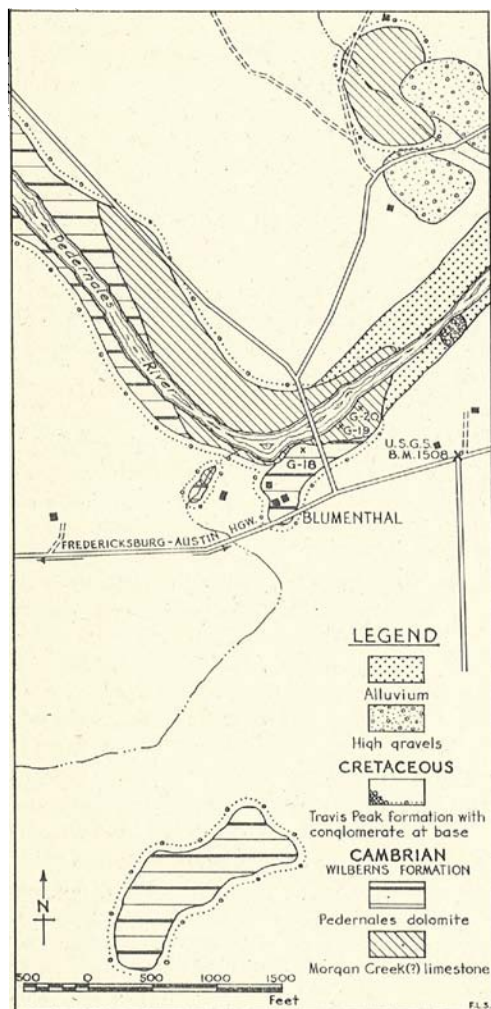 Pedernales
River
G-20
G-19
G-18
U.S.G.S.
B.M. 1508
BLUMENTHAL
FREDERICKSBURG-AUSTIN HGW.
LEGEND
Alluvium
High gravels
CRETACEOUS
Travis Peak formation with
conglomerate at base
CAMBRIAN
WILBERNS FORMATION
Pedernales dolomite
Morgan Creek(?) limestone
N
500 0 500 1000 1500
Feet
F.L.S.